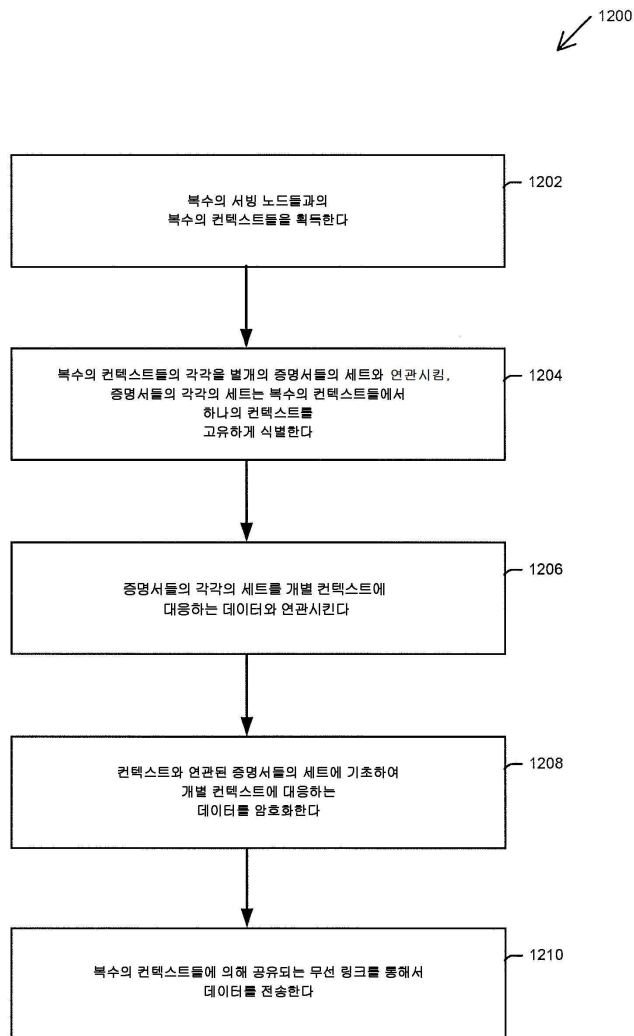 1200
복수의 서빙 노드들과의
복수의 컨텍스트들을 획득한다
1202
복수의 컨텍스트들의 각각을 별개의 증명서들의 세트와 연관시킴,
증명서들의 각각의 세트는 복수의 컨텍스트들에서
하나의 컨텍스트를
고유하게 식별한다
1204
증명서들의 각각의 세트를 개별 컨텍스트에
대응하는 데이터와 연관시킨다
1206
컨텍스트와 연관된 증명서들의 세트에 기초하여
개별 컨텍스트에 대응하는
데이터를 암호화한다
1208
복수의 컨텍스트들에 의해 공유되는 무선 링크를 통해서
데이터를 전송한다
1210